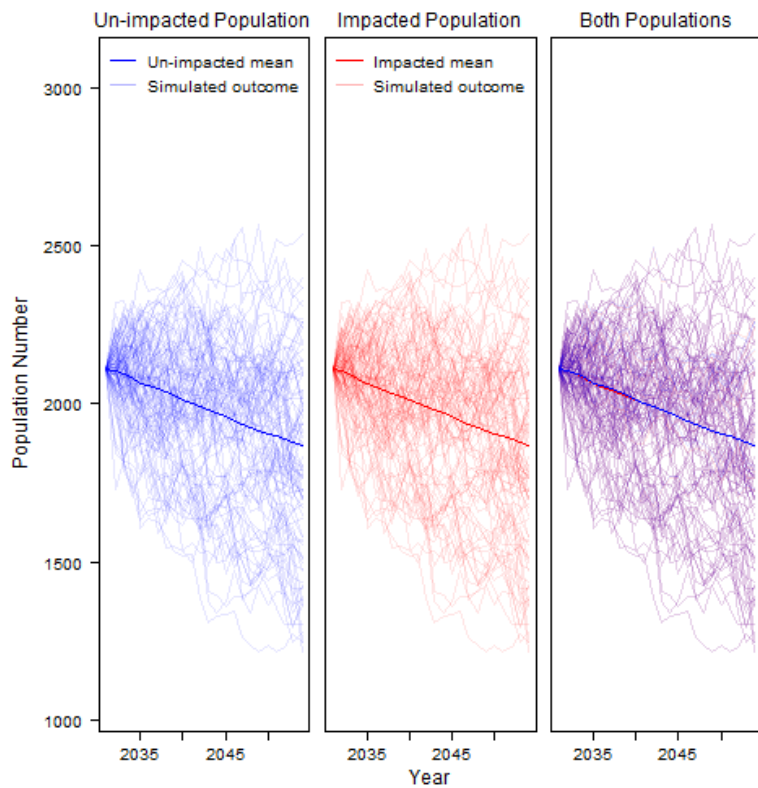 Un-impacted Population
Impacted Population
Both Populations
Un-impacted mean
Simulated outcome
Impacted mean
Simulated outcome
3000
2500
2000
1500
1000
Population Number
2035
2045
2035
2045
2035
2045
Year